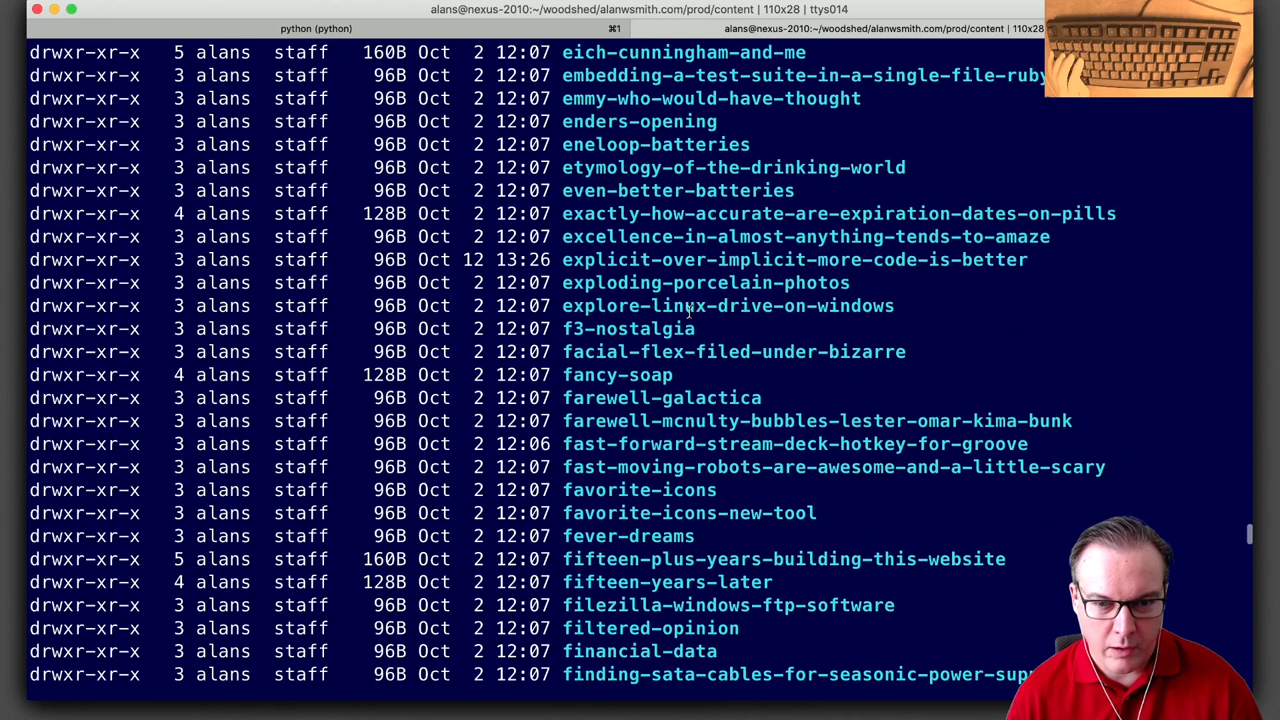 alans@nexus-2010:~/woodshed/alanwsmith.com/prod/content | 110x28 | ttys014
python (python) ⌘1 alans@nexus-2010:~/woodshed/alanwsmith.com/prod/content | 110x28
drwxr-xr-x 5 alans staff 160B Oct 2 12:07 eich-cunningham-and-me
drwxr-xr-x 3 alans staff 96B Oct 2 12:07 embedding-a-test-suite-in-a-single-file-ruby
drwxr-xr-x 3 alans staff 96B Oct 2 12:07 emmy-who-would-have-thought
drwxr-xr-x 3 alans staff 96B Oct 2 12:07 enders-opening
drwxr-xr-x 3 alans staff 96B Oct 2 12:07 eneloop-batteries
drwxr-xr-x 3 alans staff 96B Oct 2 12:07 etymology-of-the-drinking-world
drwxr-xr-x 3 alans staff 96B Oct 2 12:07 even-better-batteries
drwxr-xr-x 4 alans staff 128B Oct 2 12:07 exactly-how-accurate-are-expiration-dates-on-pills
drwxr-xr-x 3 alans staff 96B Oct 2 12:07 excellence-in-almost-anything-tends-to-amaze
drwxr-xr-x 3 alans staff 96B Oct 12 13:26 explicit-over-implicit-more-code-is-better
drwxr-xr-x 3 alans staff 96B Oct 2 12:07 exploding-porcelain-photos
drwxr-xr-x 3 alans staff 96B Oct 2 12:07 explore-linux-drive-on-windows
drwxr-xr-x 3 alans staff 96B Oct 2 12:07 f3-nostalgia
drwxr-xr-x 3 alans staff 96B Oct 2 12:07 facial-flex-filed-under-bizarre
drwxr-xr-x 4 alans staff 128B Oct 2 12:07 fancy-soap
drwxr-xr-x 3 alans staff 96B Oct 2 12:07 farewell-galactica
drwxr-xr-x 3 alans staff 96B Oct 2 12:07 farewell-mcnulty-bubbles-lester-omar-kima-bunk
drwxr-xr-x 3 alans staff 96B Oct 2 12:06 fast-forward-stream-deck-hotkey-for-groove
drwxr-xr-x 3 alans staff 96B Oct 2 12:07 fast-moving-robots-are-awesome-and-a-little-scary
drwxr-xr-x 3 alans staff 96B Oct 2 12:07 favorite-icons
drwxr-xr-x 3 alans staff 96B Oct 2 12:07 favorite-icons-new-tool
drwxr-xr-x 3 alans staff 96B Oct 2 12:07 fever-dreams
drwxr-xr-x 5 alans staff 160B Oct 2 12:07 fifteen-plus-years-building-this-website
drwxr-xr-x 4 alans staff 128B Oct 2 12:07 fifteen-years-later
drwxr-xr-x 3 alans staff 96B Oct 2 12:07 filezilla-windows-ftp-software
drwxr-xr-x 3 alans staff 96B Oct 2 12:07 filtered-opinion
drwxr-xr-x 3 alans staff 96B Oct 2 12:07 financial-data
drwxr-xr-x 3 alans staff 96B Oct 2 12:07 finding-sata-cables-for-seasonic-power-sup